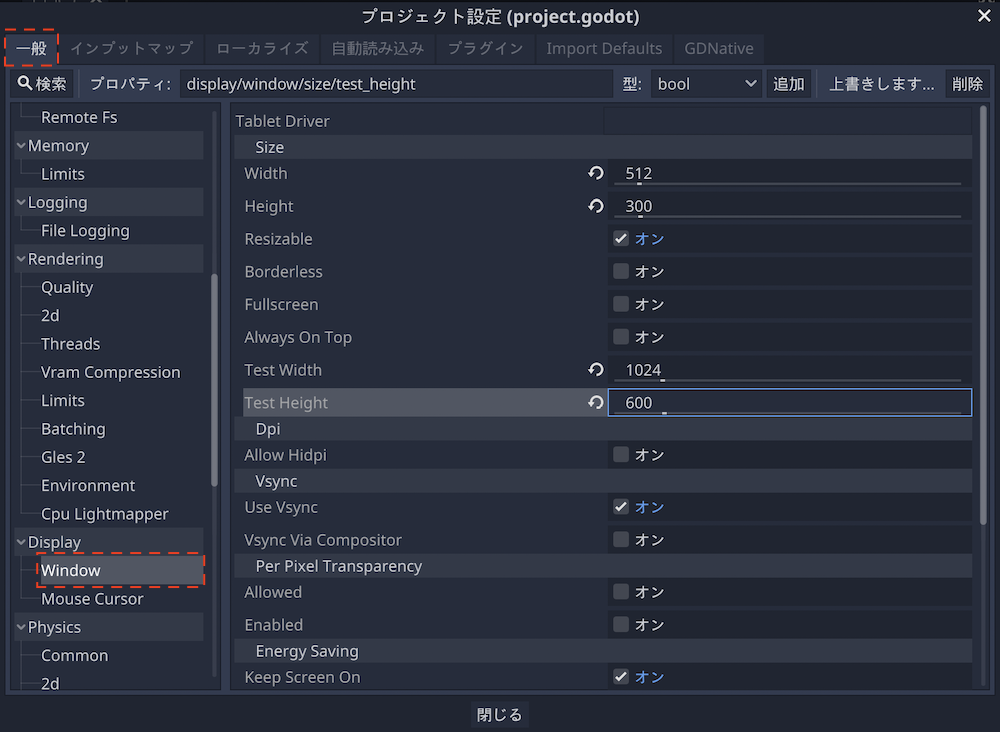 プロジェクト設定 (project.godot)
一般 インプットマップ ローカライズ 自動読み込み プラグイン Import Defaults GDNative
検索 プロパティ: display/window/size/test_height 型: bool 追加 上書きします... 削除
Remote Fs
Memory
Limits
Logging
File Logging
Rendering
Quality
2d
Threads
Vram Compression
Limits
Batching
Gles 2
Environment
Cpu Lightmapper
Display
Window
Mouse Cursor
Physics
Common
2d
Tablet Driver
Size
Width 512
Height 300
Resizable オン
Borderless オン
Fullscreen オン
Always On Top オン
Test Width 1024
Test Height 600
Dpi
Allow Hidpi オン
Vsync
Use Vsync オン
Vsync Via Compositor オン
Per Pixel Transparency
Allowed オン
Enabled オン
Energy Saving
Keep Screen On オン
閉じる